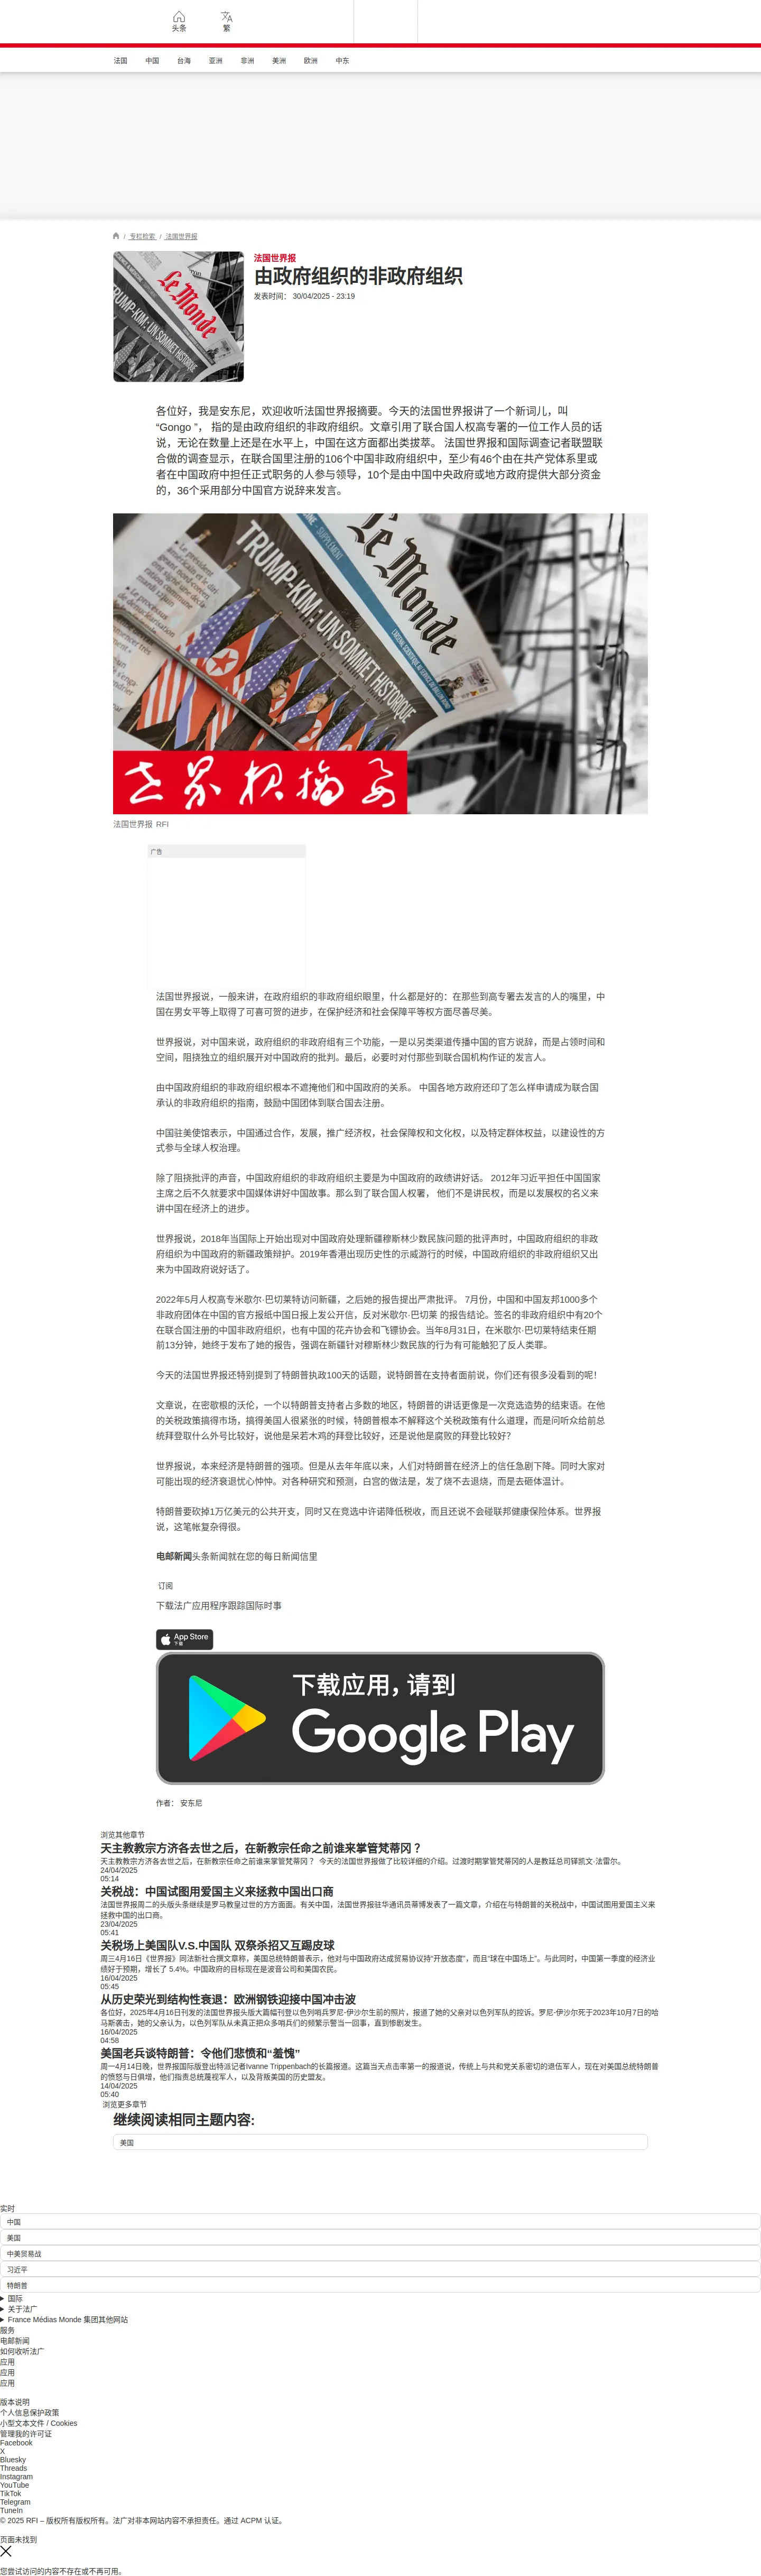 头条
繁
法国 中国 台海 亚洲 非洲 美洲 欧洲 中东
/ 专栏检索 / 法国世界报
法国世界报
由政府组织的非政府组织
发表时间： 30/04/2025 - 23:19
Le Monde
TRUMP-KIM : UN SOMMET HISTORIQUE
各位好，我是安东尼，欢迎收听法国世界报摘要。今天的法国世界报讲了一个新词儿，叫
“Gongo ”， 指的是由政府组织的非政府组织。文章引用了联合国人权高专署的一位工作人员的话
说，无论在数量上还是在水平上，中国在这方面都出类拔萃。 法国世界报和国际调查记者联盟联
合做的调查显示，在联合国里注册的106个中国非政府组织中，至少有46个由在共产党体系里或
者在中国政府中担任正式职务的人参与领导，10个是由中国中央政府或地方政府提供大部分资金
的，36个采用部分中国官方说辞来发言。
Le Monde
TRUMP-KIM : UN SOMMET HISTORIQUE
世界报摘要
法国世界报 RFI
广告
法国世界报说，一般来讲，在政府组织的非政府组织眼里，什么都是好的：在那些到高专署去发言的人的嘴里，中
国在男女平等上取得了可喜可贺的进步，在保护经济和社会保障平等权方面尽善尽美。
世界报说，对中国来说，政府组织的非政府组有三个功能，一是以另类渠道传播中国的官方说辞，而是占领时间和
空间，阻挠独立的组织展开对中国政府的批判。最后，必要时对付那些到联合国机构作证的发言人。
由中国政府组织的非政府组织根本不遮掩他们和中国政府的关系。 中国各地方政府还印了怎么样申请成为联合国
承认的非政府组织的指南，鼓励中国团体到联合国去注册。
中国驻美使馆表示，中国通过合作，发展，推广经济权，社会保障权和文化权，以及特定群体权益，以建设性的方
式参与全球人权治理。
除了阻挠批评的声音，中国政府组织的非政府组织主要是为中国政府的政绩讲好话。 2012年习近平担任中国国家
主席之后不久就要求中国媒体讲好中国故事。那么到了联合国人权署， 他们不是讲民权，而是以发展权的名义来
讲中国在经济上的进步。
世界报说，2018年当国际上开始出现对中国政府处理新疆穆斯林少数民族问题的批评声时，中国政府组织的非政
府组织为中国政府的新疆政策辩护。2019年香港出现历史性的示威游行的时候，中国政府组织的非政府组织又出
来为中国政府说好话了。
2022年5月人权高专米歇尔·巴切莱特访问新疆，之后她的报告提出严肃批评。 7月份，中国和中国友邦1000多个
非政府团体在中国的官方报纸中国日报上发公开信，反对米歇尔·巴切莱 的报告结论。签名的非政府组织中有20个
在联合国注册的中国非政府组织，也有中国的花卉协会和飞镖协会。当年8月31日，在米歇尔·巴切莱特结束任期
前13分钟，她终于发布了她的报告，强调在新疆针对穆斯林少数民族的行为有可能触犯了反人类罪。
今天的法国世界报还特别提到了特朗普执政100天的话题，说特朗普在支持者面前说，你们还有很多没看到的呢！
文章说，在密歇根的沃伦，一个以特朗普支持者占多数的地区，特朗普的讲话更像是一次竞选造势的结束语。在他
的关税政策搞得市场，搞得美国人很紧张的时候，特朗普根本不解释这个关税政策有什么道理，而是问听众给前总
统拜登取什么外号比较好，说他是呆若木鸡的拜登比较好，还是说他是腐败的拜登比较好？
世界报说，本来经济是特朗普的强项。但是从去年年底以来，人们对特朗普在经济上的信任急剧下降。同时大家对
可能出现的经济衰退忧心忡忡。对各种研究和预测，白宫的做法是，发了烧不去退烧，而是去砸体温计。
特朗普要砍掉1万亿美元的公共开支，同时又在竞选中许诺降低税收，而且还说不会碰联邦健康保险体系。世界报
说，这笔帐复杂得很。
电邮新闻头条新闻就在您的每日新闻信里
订阅
下载法广应用程序跟踪国际时事
App Store
下载
下载应用，请到
Google Play
作者： 安东尼
浏览其他章节
天主教教宗方济各去世之后，在新教宗任命之前谁来掌管梵蒂冈 ？
天主教教宗方济各去世之后，在新教宗任命之前谁来掌管梵蒂冈？ 今天的法国世界报做了比较详细的介绍。过渡时期掌管梵蒂冈的人是教廷总司铎凯文·法雷尔。
24/04/2025
05:14
关税战：中国试图用爱国主义来拯救中国出口商
法国世界报周二的头版头条继续是罗马教皇过世的方方面面。有关中国，法国世界报驻华通讯员蒂博发表了一篇文章，介绍在与特朗普的关税战中，中国试图用爱国主义来
拯救中国的出口商。
23/04/2025
05:41
关税场上美国队V.S.中国队 双祭杀招又互踢皮球
周三4月16日《世界报》同法新社合撰文章称，美国总统特朗普表示，他对与中国政府达成贸易协议持“开放态度”，而且“球在中国场上”。与此同时，中国第一季度的经济业
绩好于预期，增长了 5.4%。中国政府的目标现在是波音公司和美国农民。
16/04/2025
05:45
从历史荣光到结构性衰退：欧洲钢铁迎接中国冲击波
各位好，2025年4月16日刊发的法国世界报头版大篇幅刊登以色列哨兵罗尼-伊沙尔生前的照片，报道了她的父亲对以色列军队的控诉。罗尼-伊沙尔死于2023年10月7日的哈
马斯袭击，她的父亲认为，以色列军队从未真正把众多哨兵们的频繁示警当一回事，直到惨剧发生。
16/04/2025
04:58
美国老兵谈特朗普：令他们悲愤和“羞愧”
周一4月14日晚，世界报国际版登出特派记者Ivanne Trippenbach的长篇报道。这篇当天点击率第一的报道说，传统上与共和党关系密切的退伍军人，现在对美国总统特朗普
的愤怒与日俱增，他们指责总统蔑视军人，以及背叛美国的历史盟友。
14/04/2025
05:40
浏览更多章节
继续阅读相同主题内容:
美国
实时
中国
美国
中美贸易战
习近平
特朗普
国际
关于法广
France Médias Monde 集团其他网站
服务
电邮新闻
如何收听法广
应用
应用
应用
版本说明
个人信息保护政策
小型文本文件 / Cookies
管理我的许可证
Facebook
X
Bluesky
Threads
Instagram
YouTube
TikTok
Telegram
TuneIn
© 2025 RFI – 版权所有版权所有。法广对非本网站内容不承担责任。通过 ACPM 认证。
页面未找到
您尝试访问的内容不存在或不再可用。